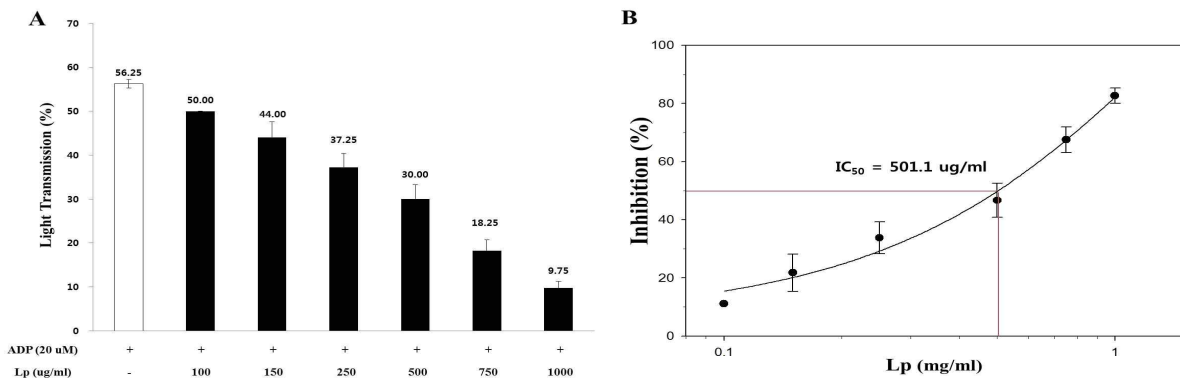 A
Light Transmission (%)
70
60
50
40
30
20
10
0
56.25
50.00
44.00
37.25
30.00
18.25
9.75
ADP (20 uM) + + + + + + +
Lp (ug/ml) - 100 150 250 500 750 1000
B
Inhibition (%)
100
80
60
40
20
0
IC50 = 501.1 ug/ml
0.1 1
Lp (mg/ml)